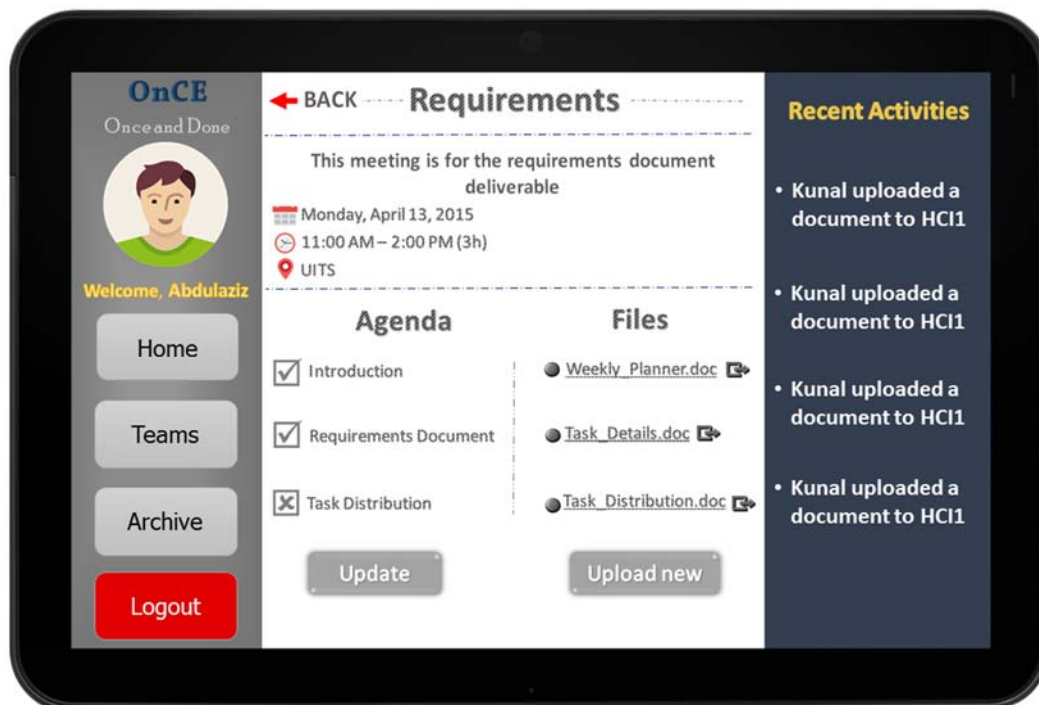 OnCE
Once and Done
Welcome, Abdulaziz
Home
Teams
Archive
Logout
BACK
Requirements
This meeting is for the requirements document
deliverable
Monday, April 13, 2015
11:00 AM – 2:00 PM (3h)
UITS
Agenda
Introduction
Requirements Document
Task Distribution
Update
Files
Weekly_Planner.doc
Task_Details.doc
Task_Distribution.doc
Upload new
Recent Activities
• Kunal uploaded a
document to HCI1
• Kunal uploaded a
document to HCI1
• Kunal uploaded a
document to HCI1
• Kunal uploaded a
document to HCI1